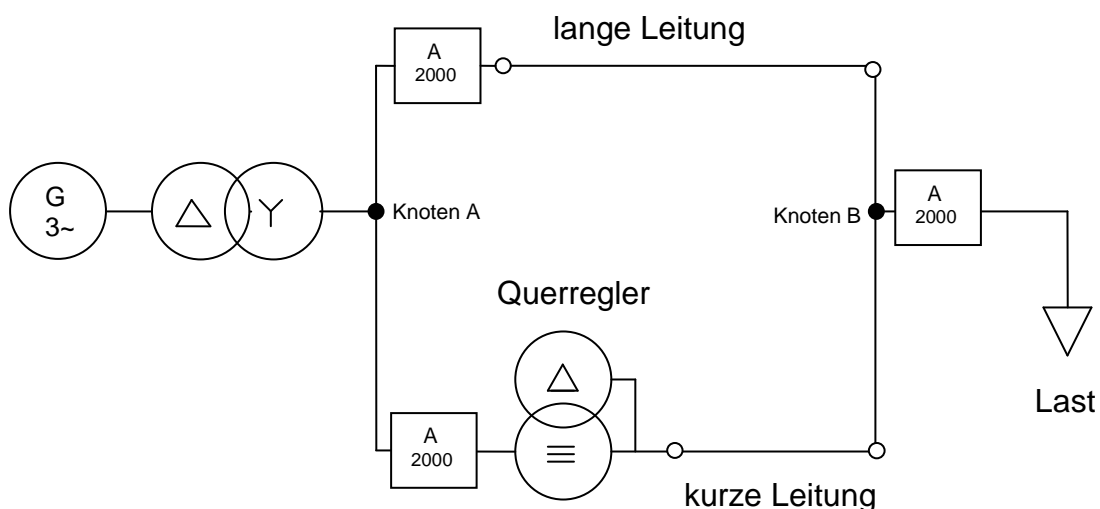 lange Leitung
A
2000
G
3~
Knoten A
Knoten B
A
2000
Querregler
A
2000
Last
kurze Leitung